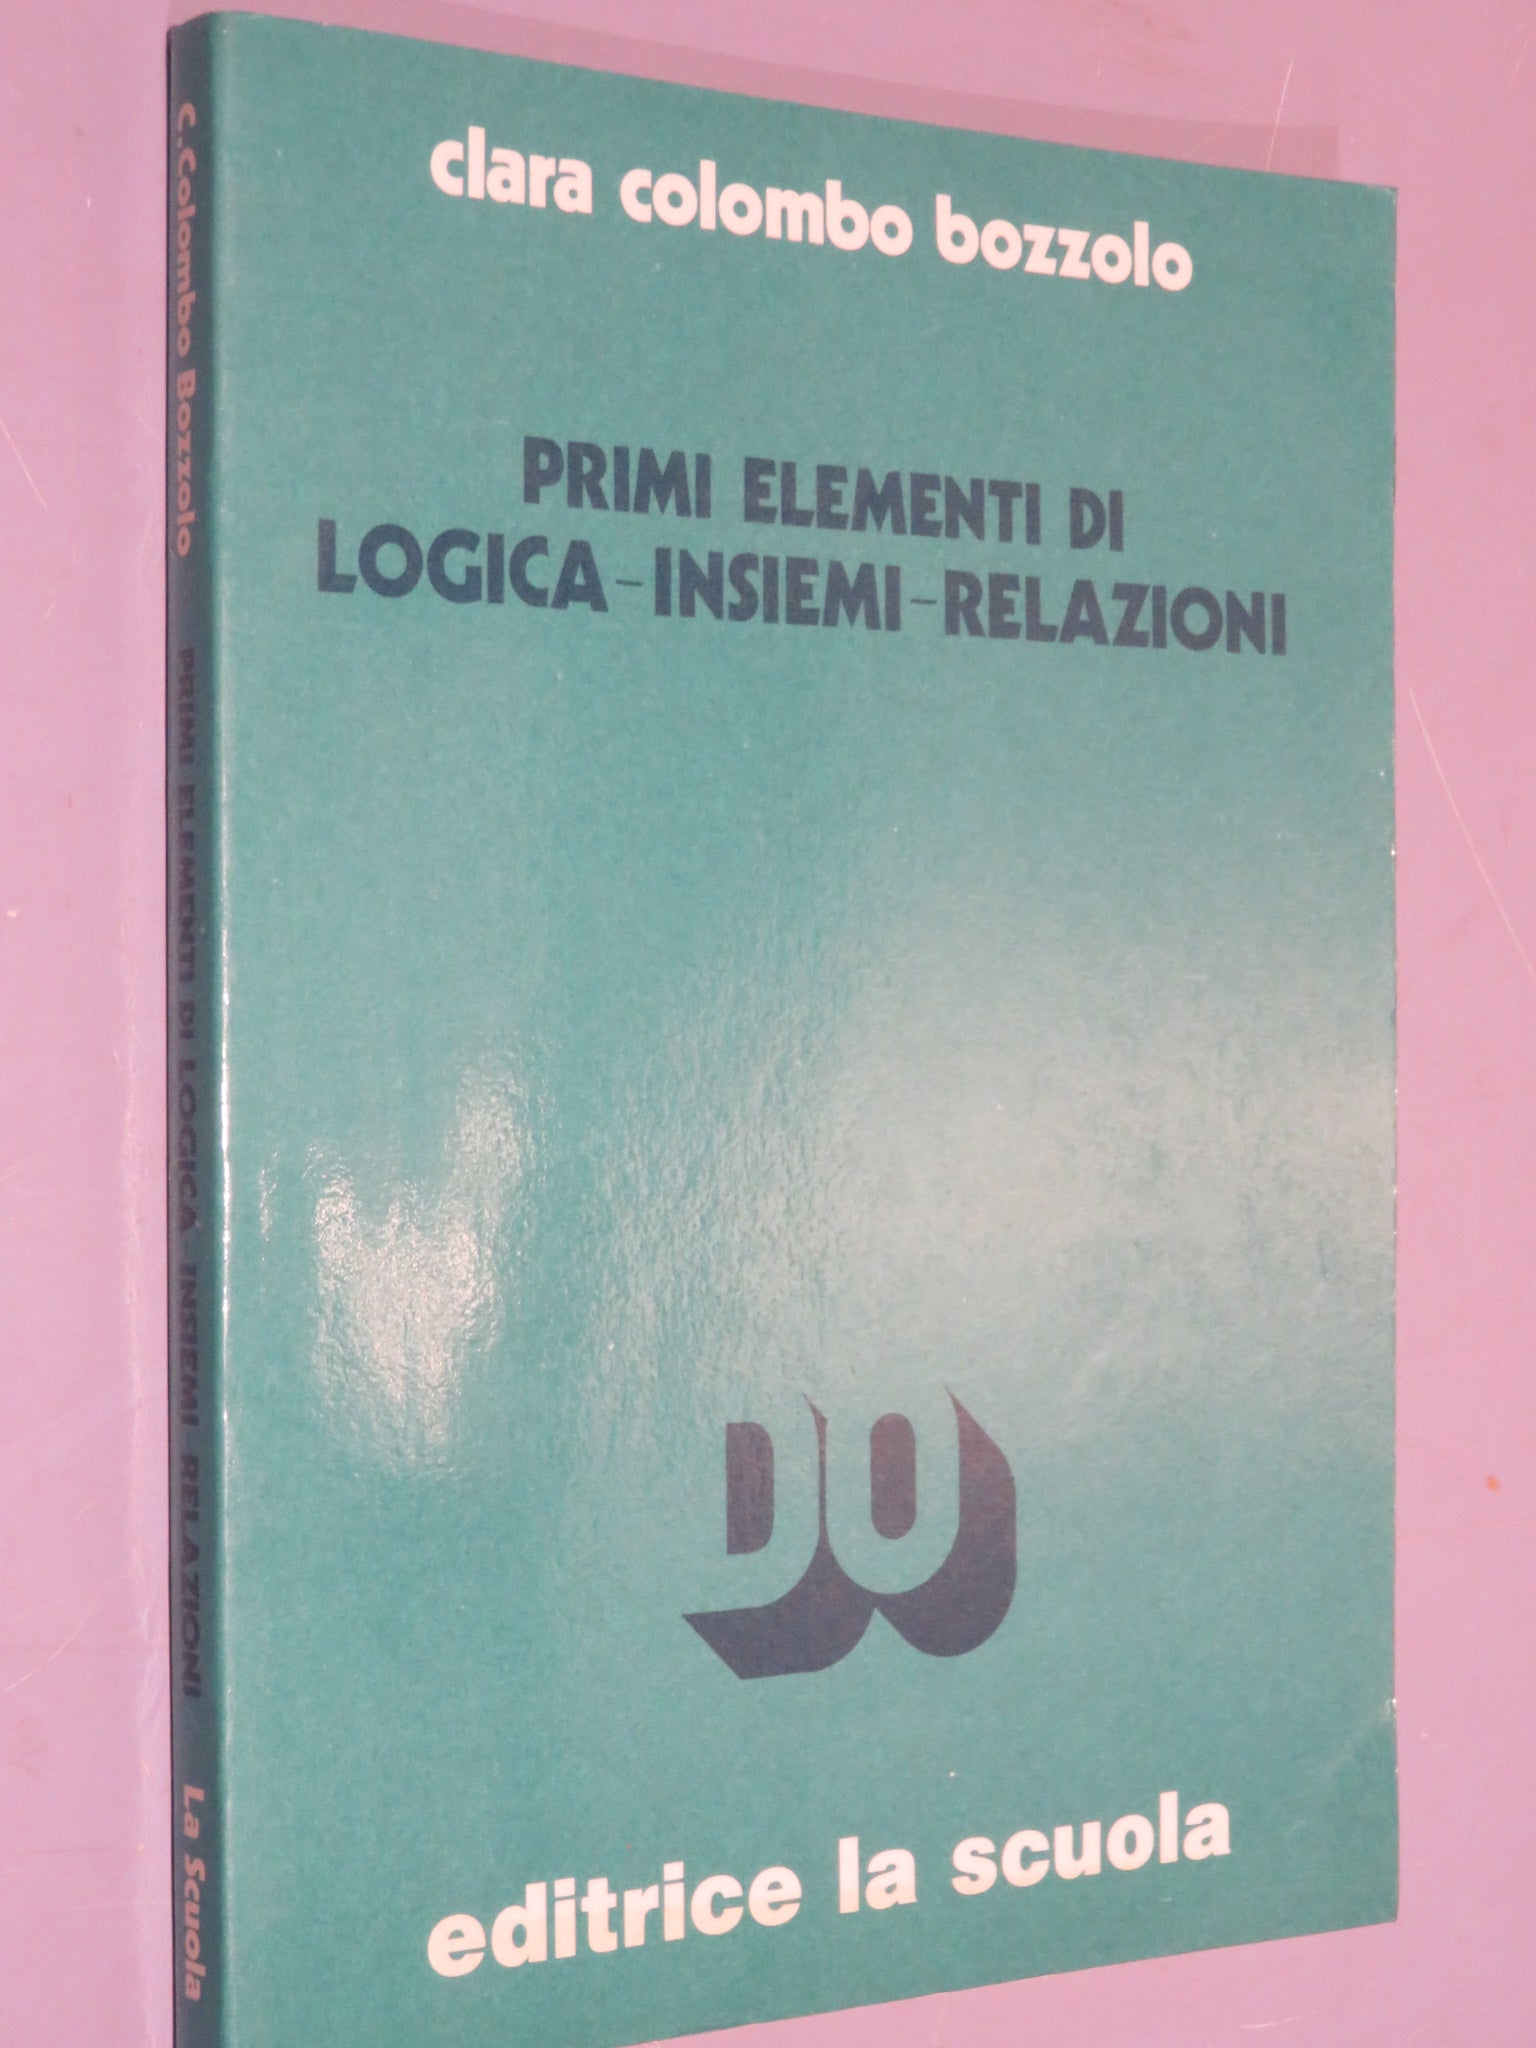 clara colombo bozzolo
PRIMI ELEMENTI DI
LOGICA - INSIEMI - RELAZIONI
DO
editrice la scuola
C. Colombo Bozzolo PRIMI ELEMENTI DI LOGICA INSIEMI RELAZIONI La Scuola